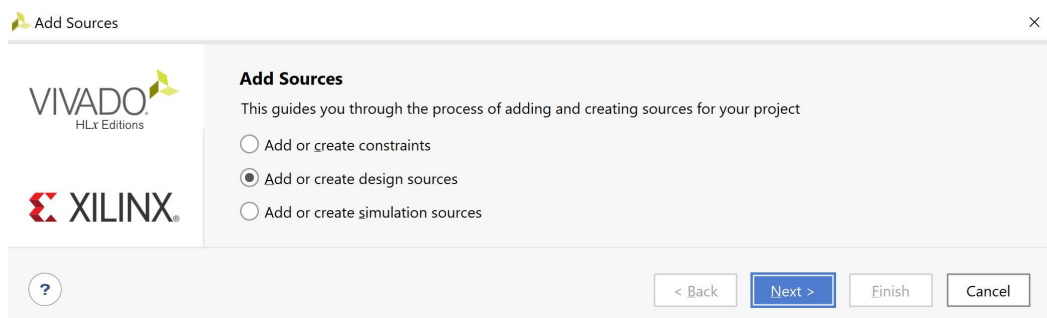 Add Sources
VIVADO.
HLx Editions
XILINX®
Add Sources
This guides you through the process of adding and creating sources for your project
Add or create constraints
Add or create design sources
Add or create simulation sources
?
< Back
Next >
Finish
Cancel